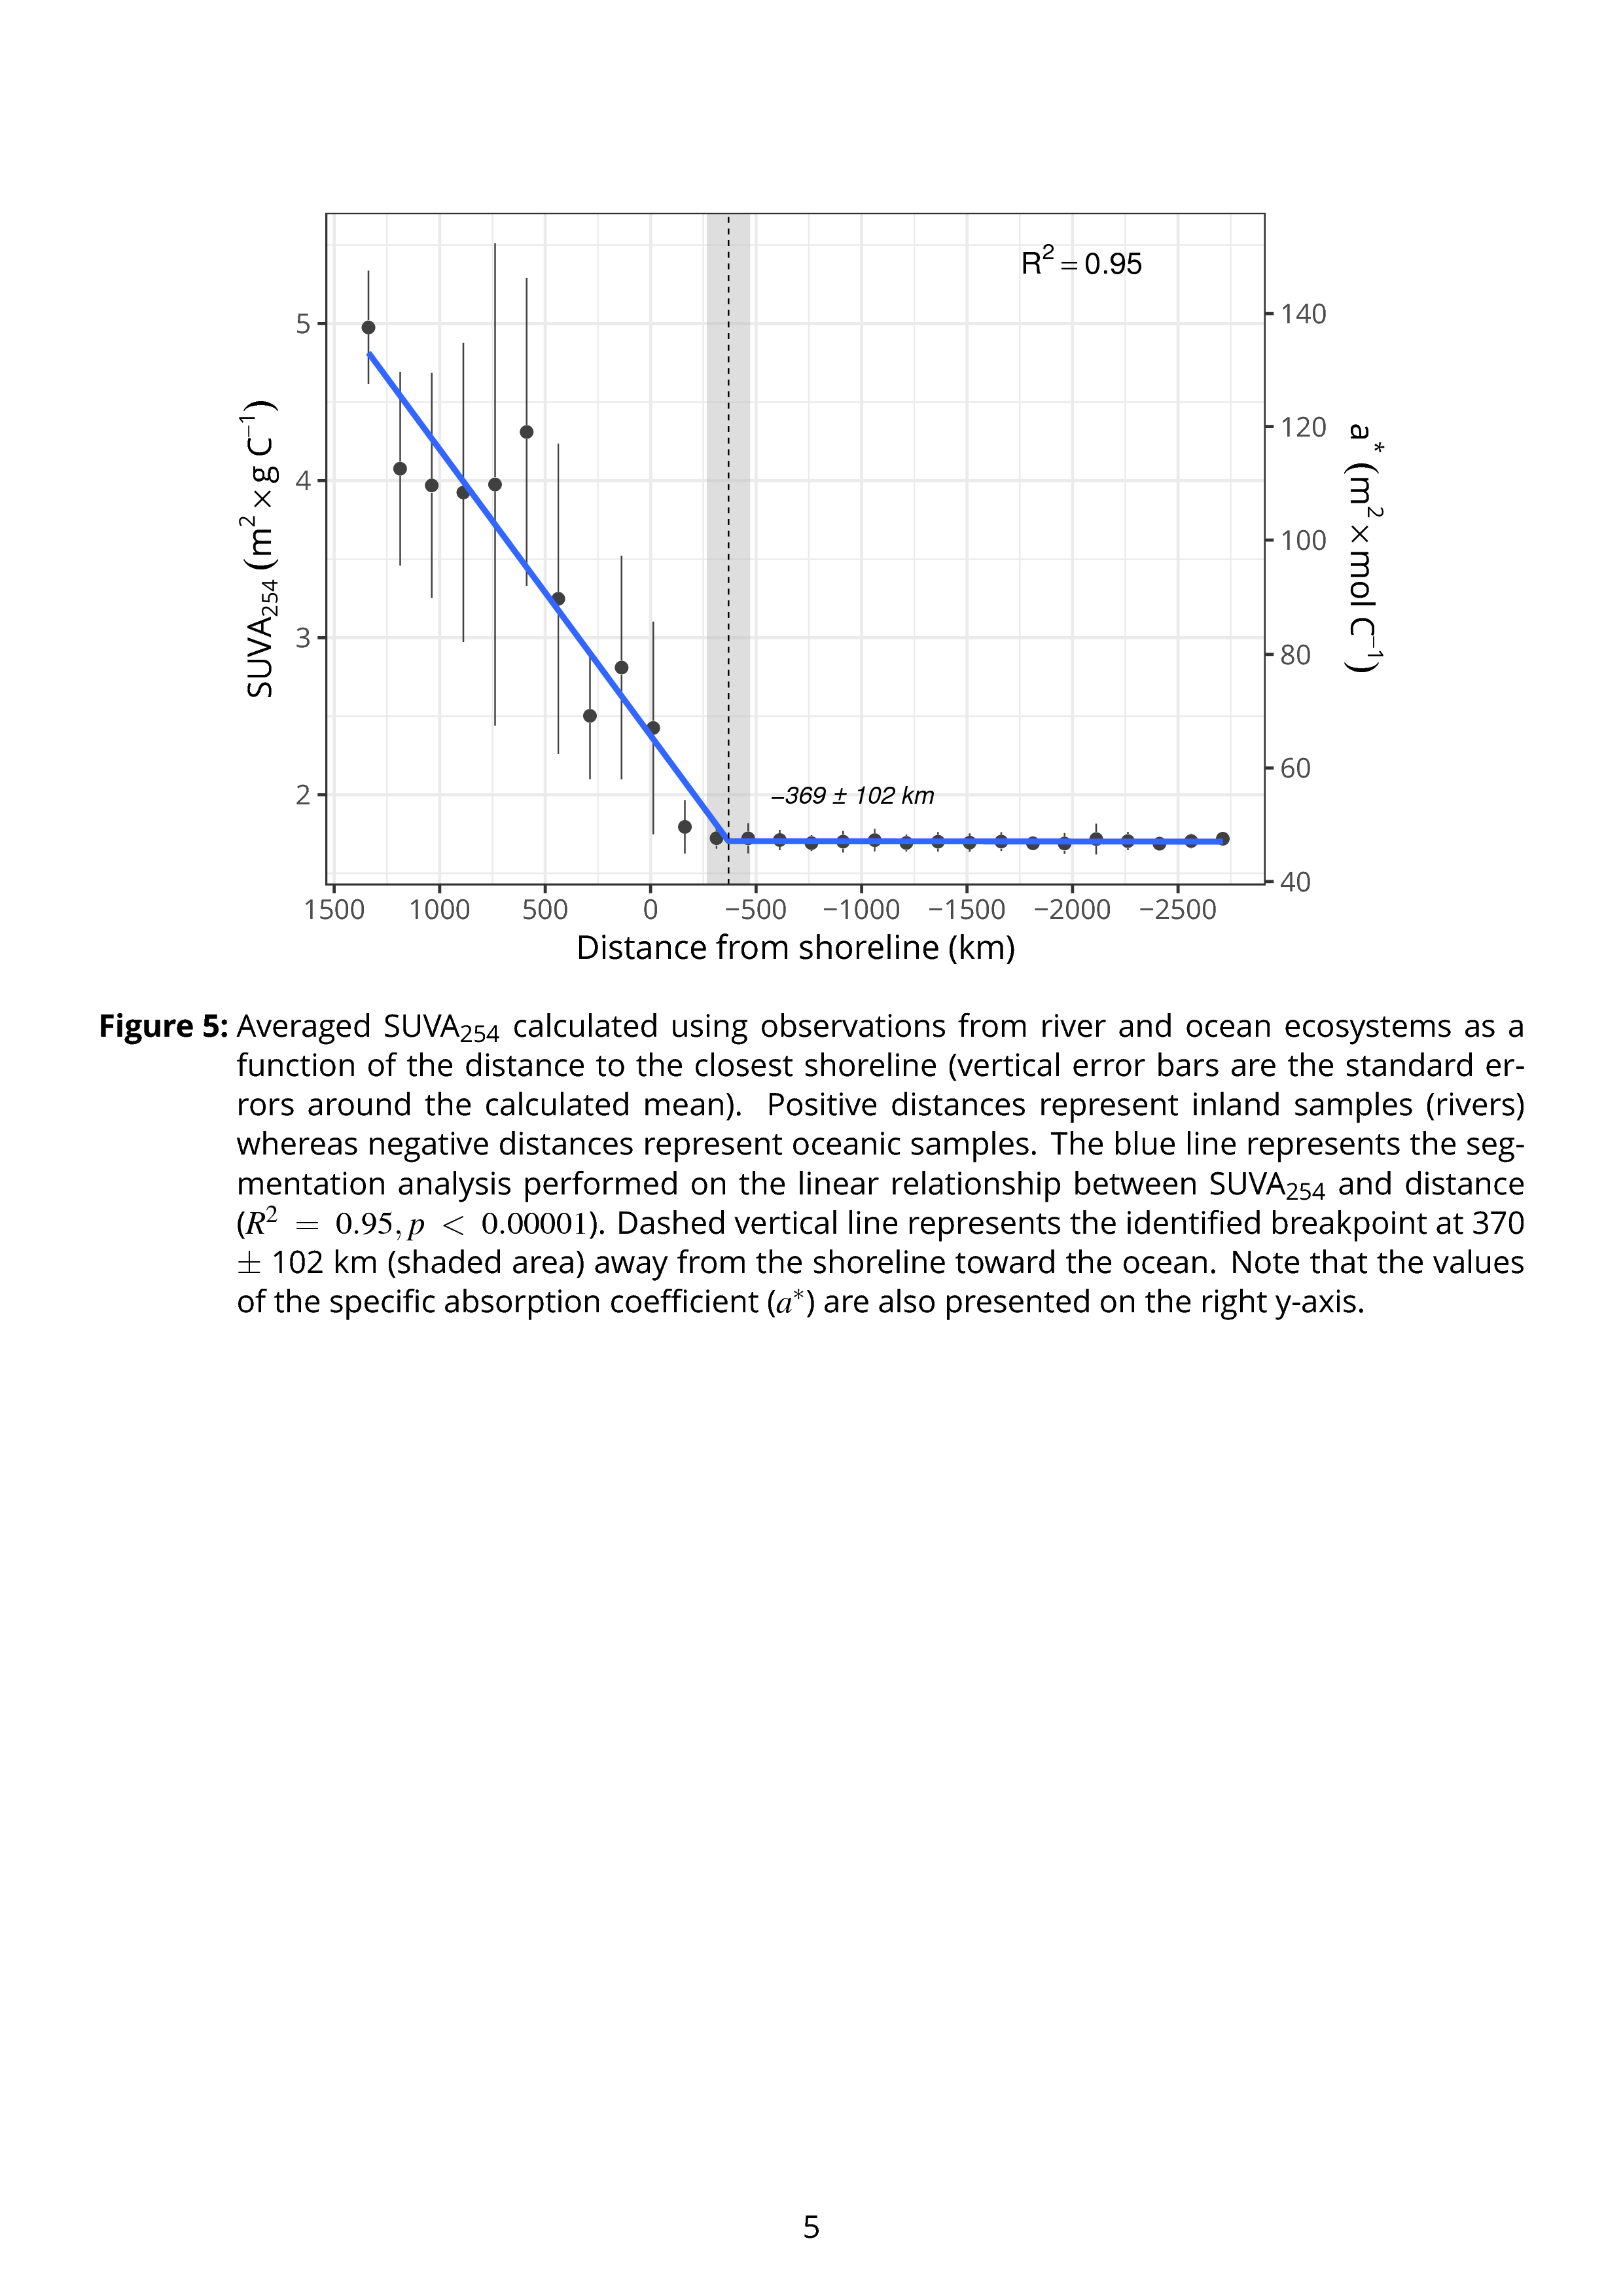 R² = 0.95
5
4
3
2
SUVA₂₅₄ (m² × g C⁻¹)
140
120
100
80
60
40
a* (m² × mol C⁻¹)
−369 ± 102 km
1500 1000 500 0 −500 −1000 −1500 −2000 −2500
Distance from shoreline (km)
Figure 5: Averaged SUVA₂₅₄ calculated using observations from river and ocean ecosystems as a
function of the distance to the closest shoreline (vertical error bars are the standard er-
rors around the calculated mean). Positive distances represent inland samples (rivers)
whereas negative distances represent oceanic samples. The blue line represents the seg-
mentation analysis performed on the linear relationship between SUVA₂₅₄ and distance
(R² = 0.95, p < 0.00001). Dashed vertical line represents the identified breakpoint at 370
± 102 km (shaded area) away from the shoreline toward the ocean. Note that the values
of the specific absorption coefficient (a*) are also presented on the right y-axis.
5